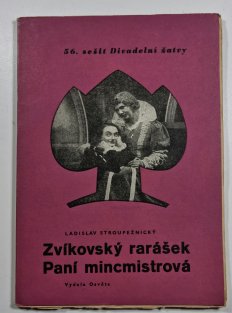 56. sešit Divadelní žatvy
LADISLAV STROUPEŽNICKÝ
Zvíkovský rarášek
Paní mincmistrová
Vydala Osvěta